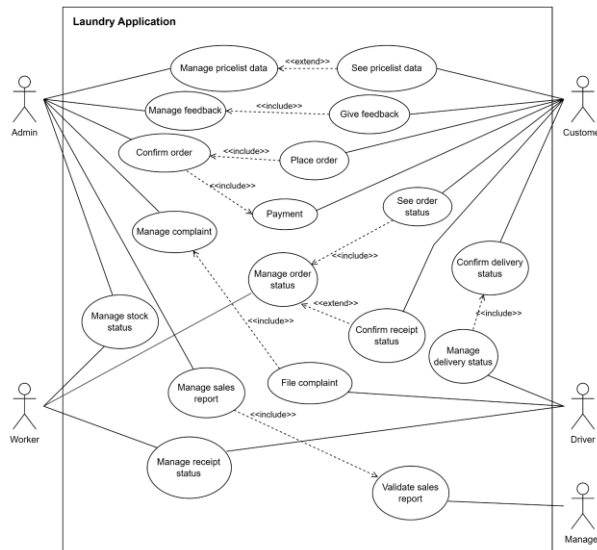 Laundry Application
<<extend>>
Manage pricelist data
See pricelist data
Admin
Customer
Manage feedback
<<include>>
Give feedback
Confirm order
<<include>>
Place order
<<include>>
Payment
See order
status
Manage complaint
<<include>>
Confirm delivery
status
Manage order
status
<<extend>>
<<include>>
Manage stock
status
<<include>>
Confirm receipt
status
Manage
delivery status
Manage sales
report
File complaint
<<include>>
Worker
Driver
Manage receipt
status
Validate sales
report
Manage